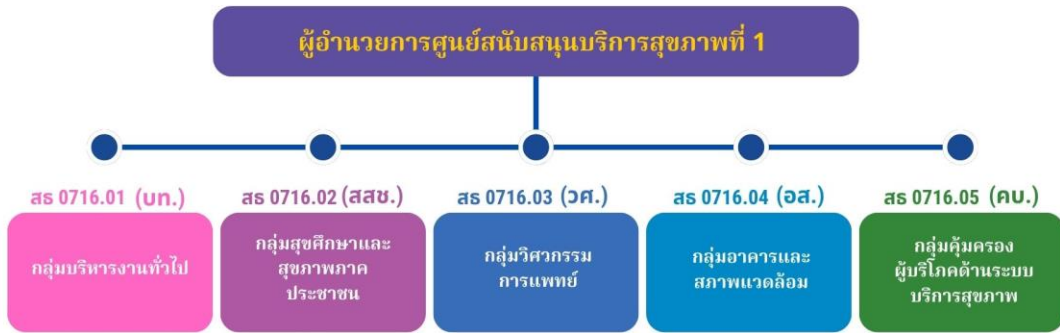 ผู้อำนวยการศูนย์สนับสนุนบริการสุขภาพที่ 1
สธ 0716.01 (บท.)
กลุ่มบริหารงานทั่วไป
สธ 0716.02 (สสช.)
กลุ่มสุขศึกษาและ
สุขภาพภาค
ประชาชน
สธ 0716.03 (วศ.)
กลุ่มวิศวกรรม
การแพทย์
สธ 0716.04 (อส.)
กลุ่มอาคารและ
สภาพแวดล้อม
สธ 0716.05 (คบ.)
กลุ่มคุ้มครอง
ผู้บริโภคด้านระบบ
บริการสุขภาพ